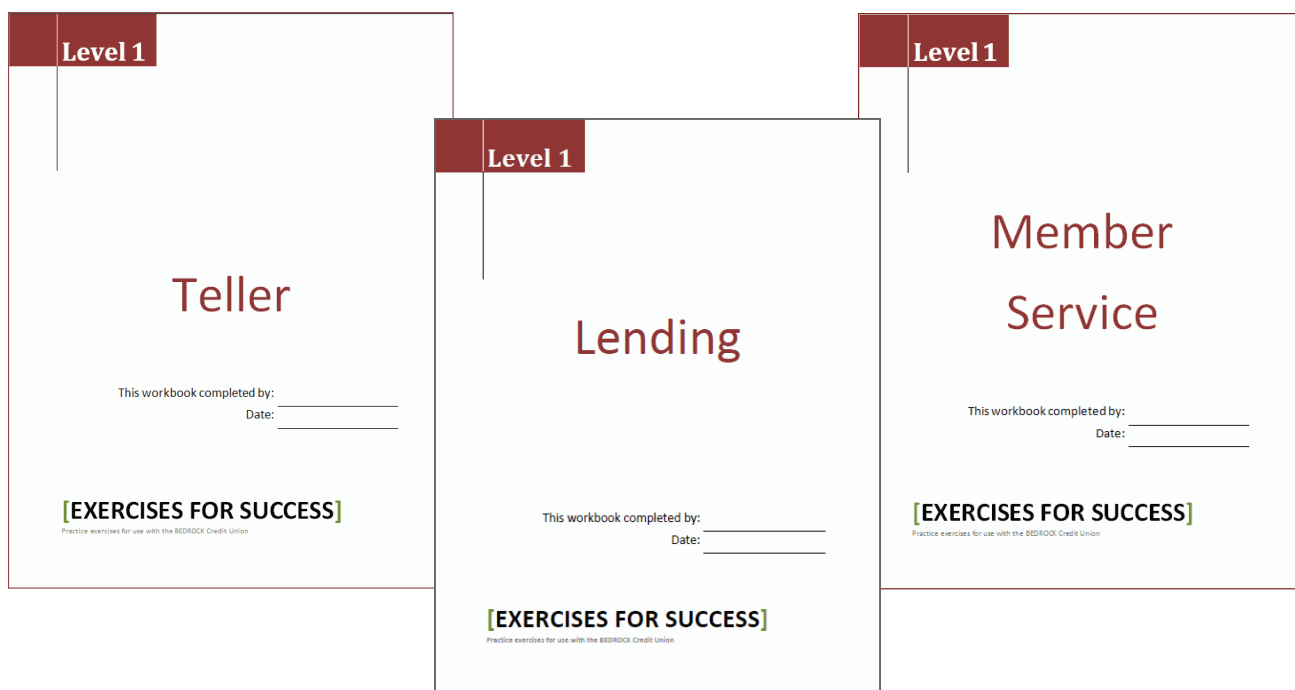 Level 1
Teller
This workbook completed by:
Date:
[EXERCISES FOR SUCCESS]
Practice exercises for use with the BEDROCK Credit Union
Level 1
Lending
This workbook completed by:
Date:
[EXERCISES FOR SUCCESS]
Practice exercises for use with the BEDROCK Credit Union
Level 1
Member
Service
This workbook completed by:
Date:
[EXERCISES FOR SUCCESS]
Practice exercises for use with the BEDROCK Credit Union